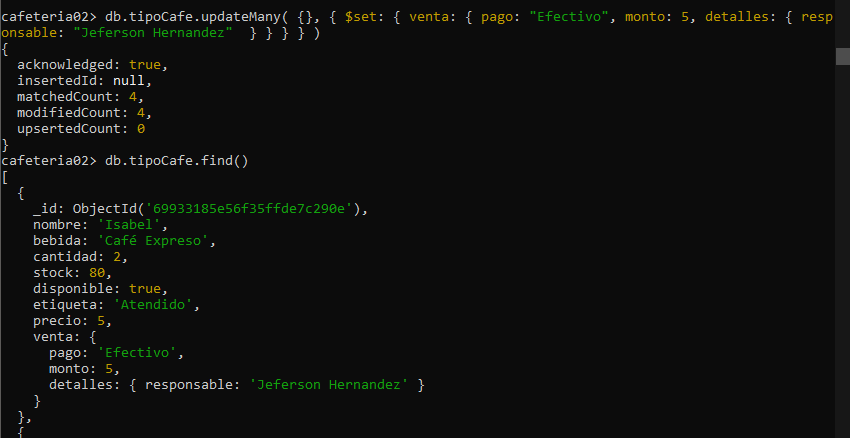 cafeteria02> db.tipoCafe.updateMany( {}, { $set: { venta: { pago: "Efectivo", monto: 5, detalles: { resp
onsable: "Jeferson Hernandez"  } } } } )
{
  acknowledged: true,
  insertedId: null,
  matchedCount: 4,
  modifiedCount: 4,
  upsertedCount: 0
}
cafeteria02> db.tipoCafe.find()
[
  {
    _id: ObjectId('69933185e56f35ffde7c290e'),
    nombre: 'Isabel',
    bebida: 'Café Expreso',
    cantidad: 2,
    stock: 80,
    disponible: true,
    etiqueta: 'Atendido',
    precio: 5,
    venta: {
      pago: 'Efectivo',
      monto: 5,
      detalles: { responsable: 'Jeferson Hernandez' }
    }
  },
  {